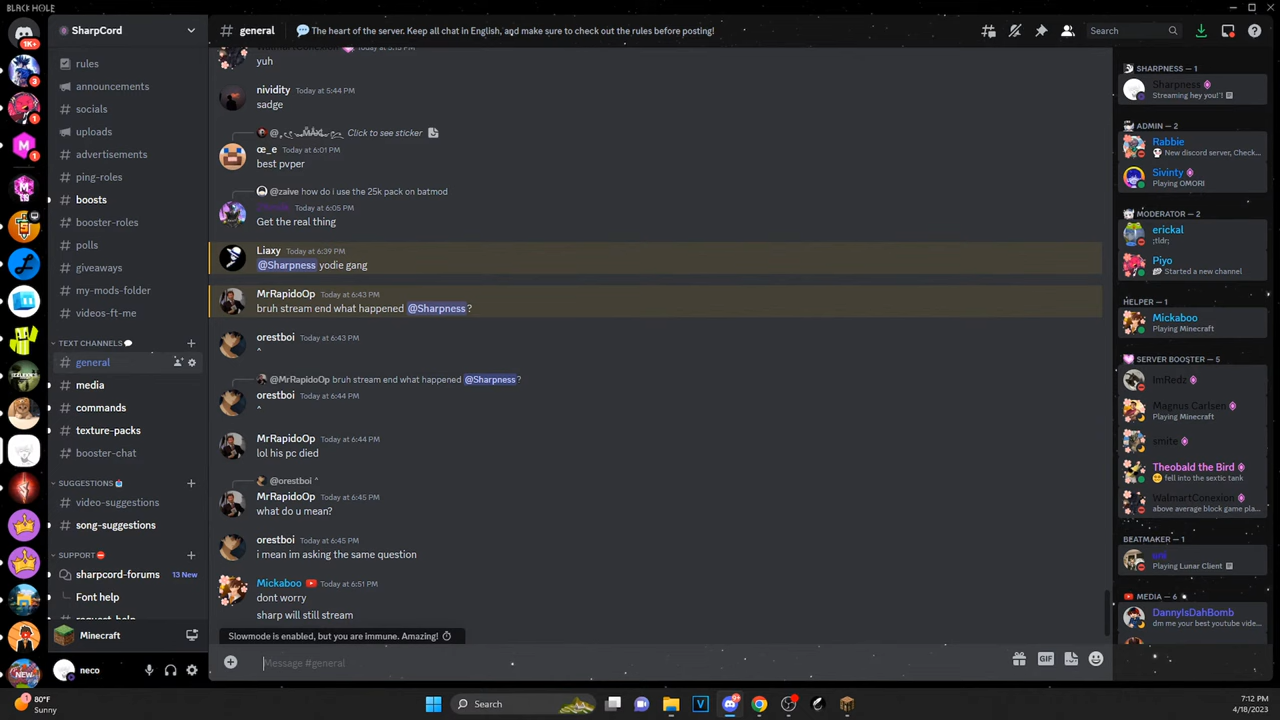 BLACK HOLE
SharpCord
general
The heart of the server. Keep all chat in English, and make sure to check out the rules before posting!
Search
1K+
3
1
1
NEW
rules
announcements
socials
uploads
advertisements
ping-roles
boosts
booster-roles
polls
giveaways
my-mods-folder
videos-ft-me
TEXT CHANNELS
general
media
commands
texture-packs
booster-chat
SUGGESTIONS
video-suggestions
song-suggestions
SUPPORT
sharpcord-forums 13 New
Font help
Minecraft
neco
yuh
nividity Today at 5:44 PM
sadge
Click to see sticker
œ_e Today at 6:01 PM
best pvper
@zaive how do i use the 25k pack on batmod
Today at 6:05 PM
Get the real thing
Liaxy Today at 6:39 PM
@Sharpness yodie gang
MrRapidoOp Today at 6:43 PM
bruh stream end what happened @Sharpness?
orestboi Today at 6:43 PM
^
@MrRapidoOp bruh stream end what happened @Sharpness?
orestboi Today at 6:44 PM
^
MrRapidoOp Today at 6:44 PM
lol his pc died
@orestboi ^
MrRapidoOp Today at 6:45 PM
what do u mean?
orestboi Today at 6:45 PM
i mean im asking the same question
Mickaboo Today at 6:51 PM
dont worry
sharp will still stream
Slowmode is enabled, but you are immune. Amazing!
Message #general
GIF
SHARPNESS — 1
Sharpness
Streaming hey you!'!
ADMIN — 2
Rabbie
New discord server, Check...
Sivinty
Playing OMORI
MODERATOR — 2
erickal
;tldr;
Piyo
Started a new channel
HELPER — 1
Mickaboo
Playing Minecraft
SERVER BOOSTER — 5
ImRedz
Magnus Carlsen
Playing Minecraft
smite
Theobald the Bird
fell into the sextic tank
WalmartConexion
above average block game pla...
BEATMAKER — 1
Playing Lunar Client
MEDIA — 6
DannyIsDahBomb
dm me your best youtube vide...
80°F
Sunny
Search
7:12 PM
4/18/2023